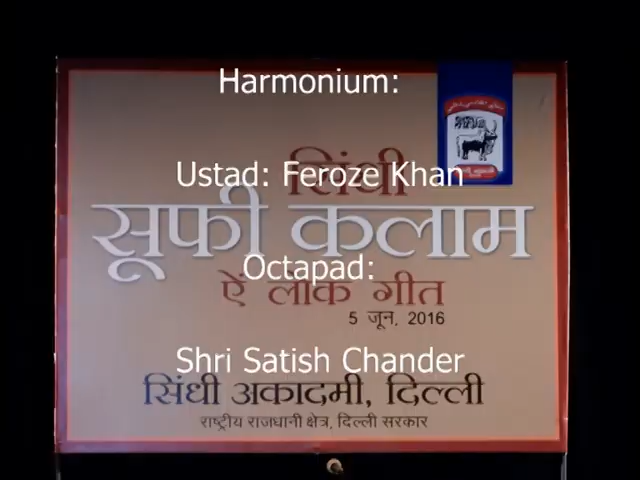 Harmonium:
सिंधी
Ustad: Feroze Khan
सूफी कलाम
Octapad:
ऐं लोक गीत
5 जून, 2016
Shri Satish Chander
सिंधी अकादमी, दिल्ली
राष्ट्रीय राजधानी क्षेत्र, दिल्ली सरकार